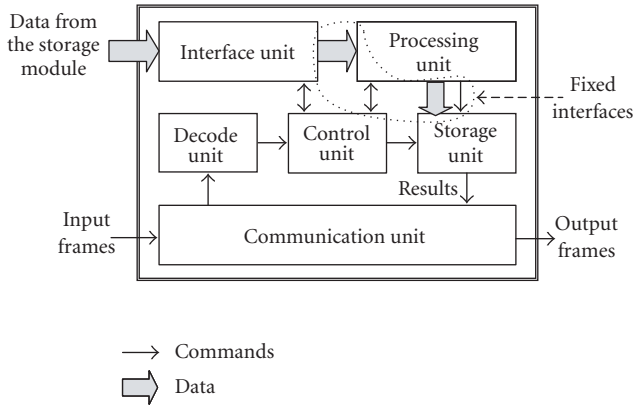 Data from
the storage
module
Interface unit
Processing
unit
Fixed
interfaces
Decode
unit
Control
unit
Storage
unit
Results
Input
frames
Communication unit
Output
frames
Commands
Data